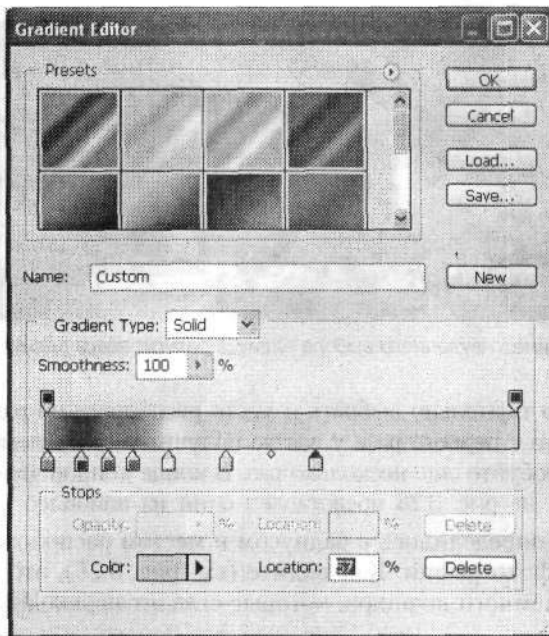 Gradient Editor
Presets
OK
Cancel
Load...
Save...
Name: Custom
New
Gradient Type: Solid
Smoothness: 100 %
Stops
Opacity: % Location: % Delete
Color: Location: % Delete